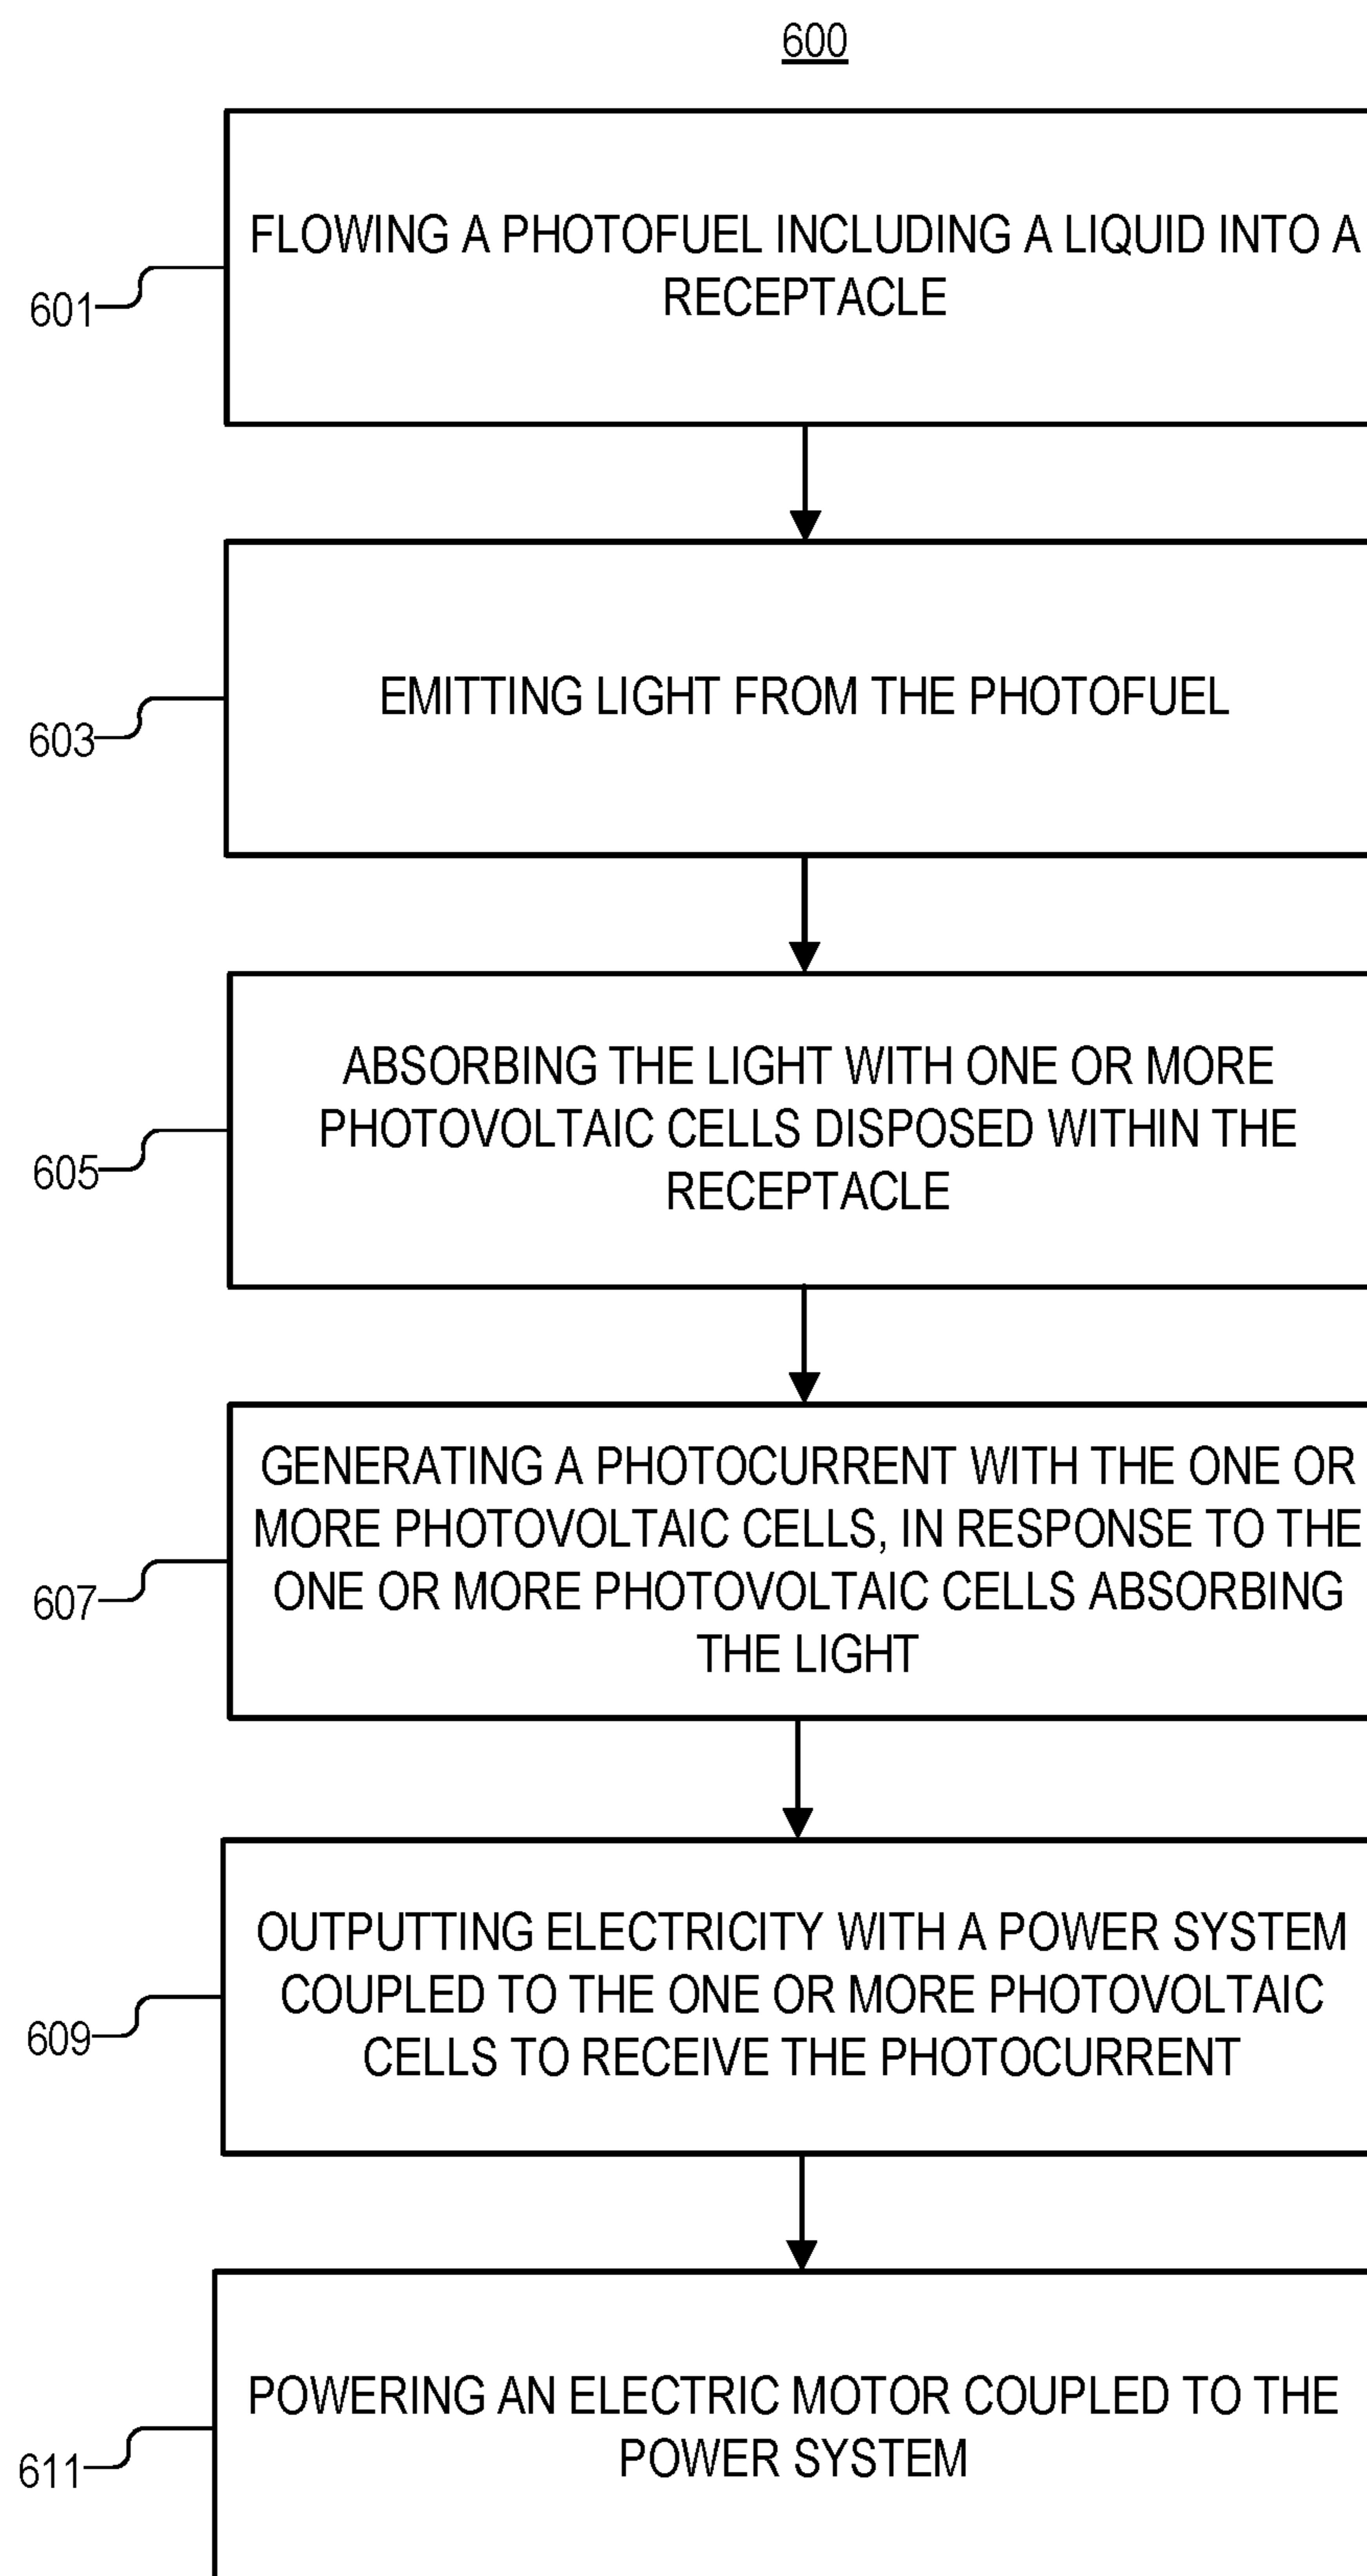 600
FLOWING A PHOTOFUEL INCLUDING A LIQUID INTO A
RECEPTACLE
601
EMITTING LIGHT FROM THE PHOTOFUEL
603
ABSORBING THE LIGHT WITH ONE OR MORE
PHOTOVOLTAIC CELLS DISPOSED WITHIN THE
RECEPTACLE
605
GENERATING A PHOTOCURRENT WITH THE ONE OR
MORE PHOTOVOLTAIC CELLS, IN RESPONSE TO THE
ONE OR MORE PHOTOVOLTAIC CELLS ABSORBING
THE LIGHT
607
OUTPUTTING ELECTRICITY WITH A POWER SYSTEM
COUPLED TO THE ONE OR MORE PHOTOVOLTAIC
CELLS TO RECEIVE THE PHOTOCURRENT
609
POWERING AN ELECTRIC MOTOR COUPLED TO THE
POWER SYSTEM
611